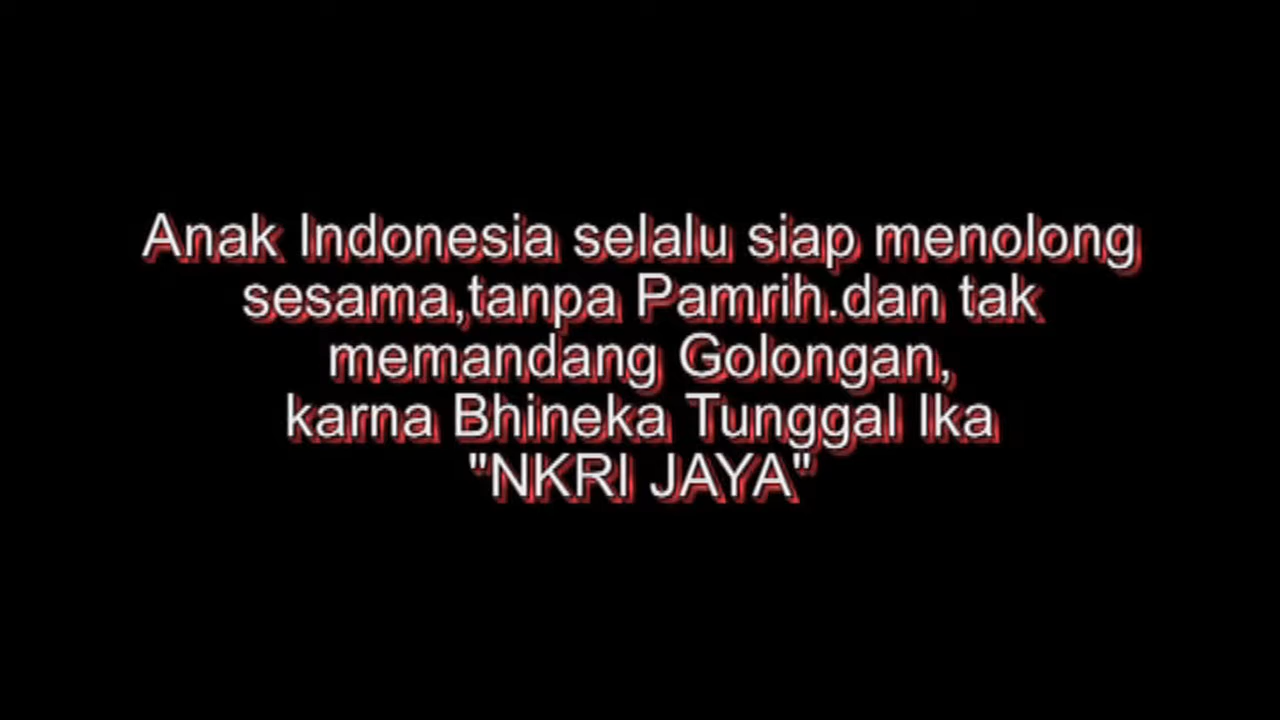 Anak Indonesia selalu siap menolong
sesama,tanpa Pamrih.dan tak
memandang Golongan,
karna Bhineka Tunggal Ika
"NKRI JAYA"